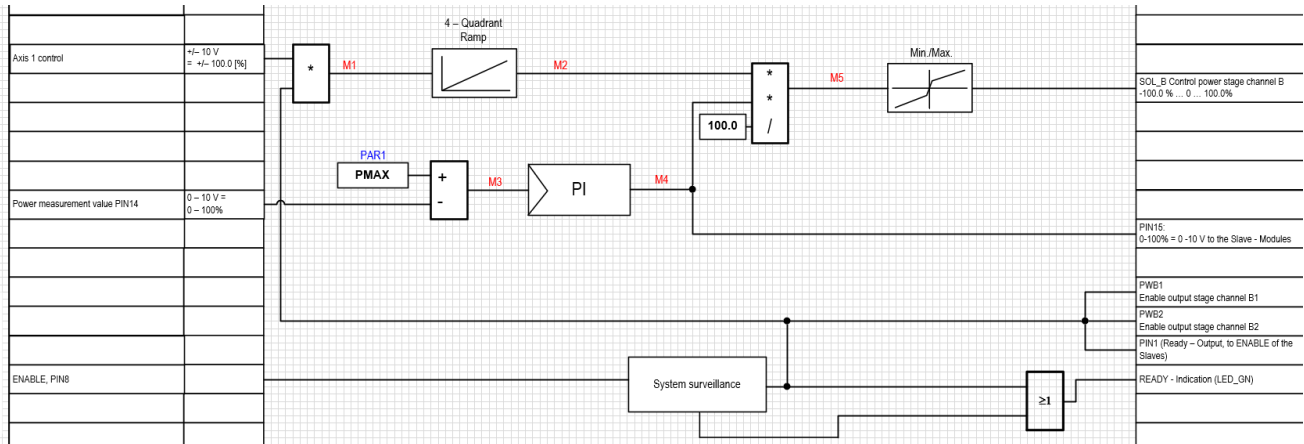 4 – Quadrant
Ramp
Axis 1 control
+/– 10 V
= +/– 100.0 [%]
*
M1
M2
*
*
/
M5
Min./Max.
SOL_B Control power stage channel B
-100.0 % ... 0 ... 100.0%
100.0
PAR1
PMAX
+
-
M3
PI
M4
Power measurement value PIN14
0 – 10 V =
0 – 100%
PIN15:
0-100% = 0 -10 V to the Slave - Modules
PWB1
Enable output stage channel B1
PWB2
Enable output stage channel B2
PIN1 (Ready – Output, to ENABLE of the
Slaves)
ENABLE, PIN8
System surveillance
≥1
READY - Indication (LED_GN)